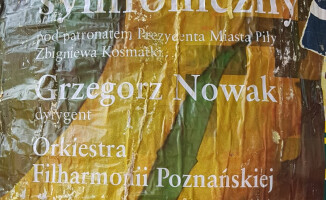 symfoniczny
pod patronatem Prezydenta Miasta Piły
Zbigniewa Kosmatki
Grzegorz Nowak
dyrygent
Orkiestra
Filharmonii Poznańskiej